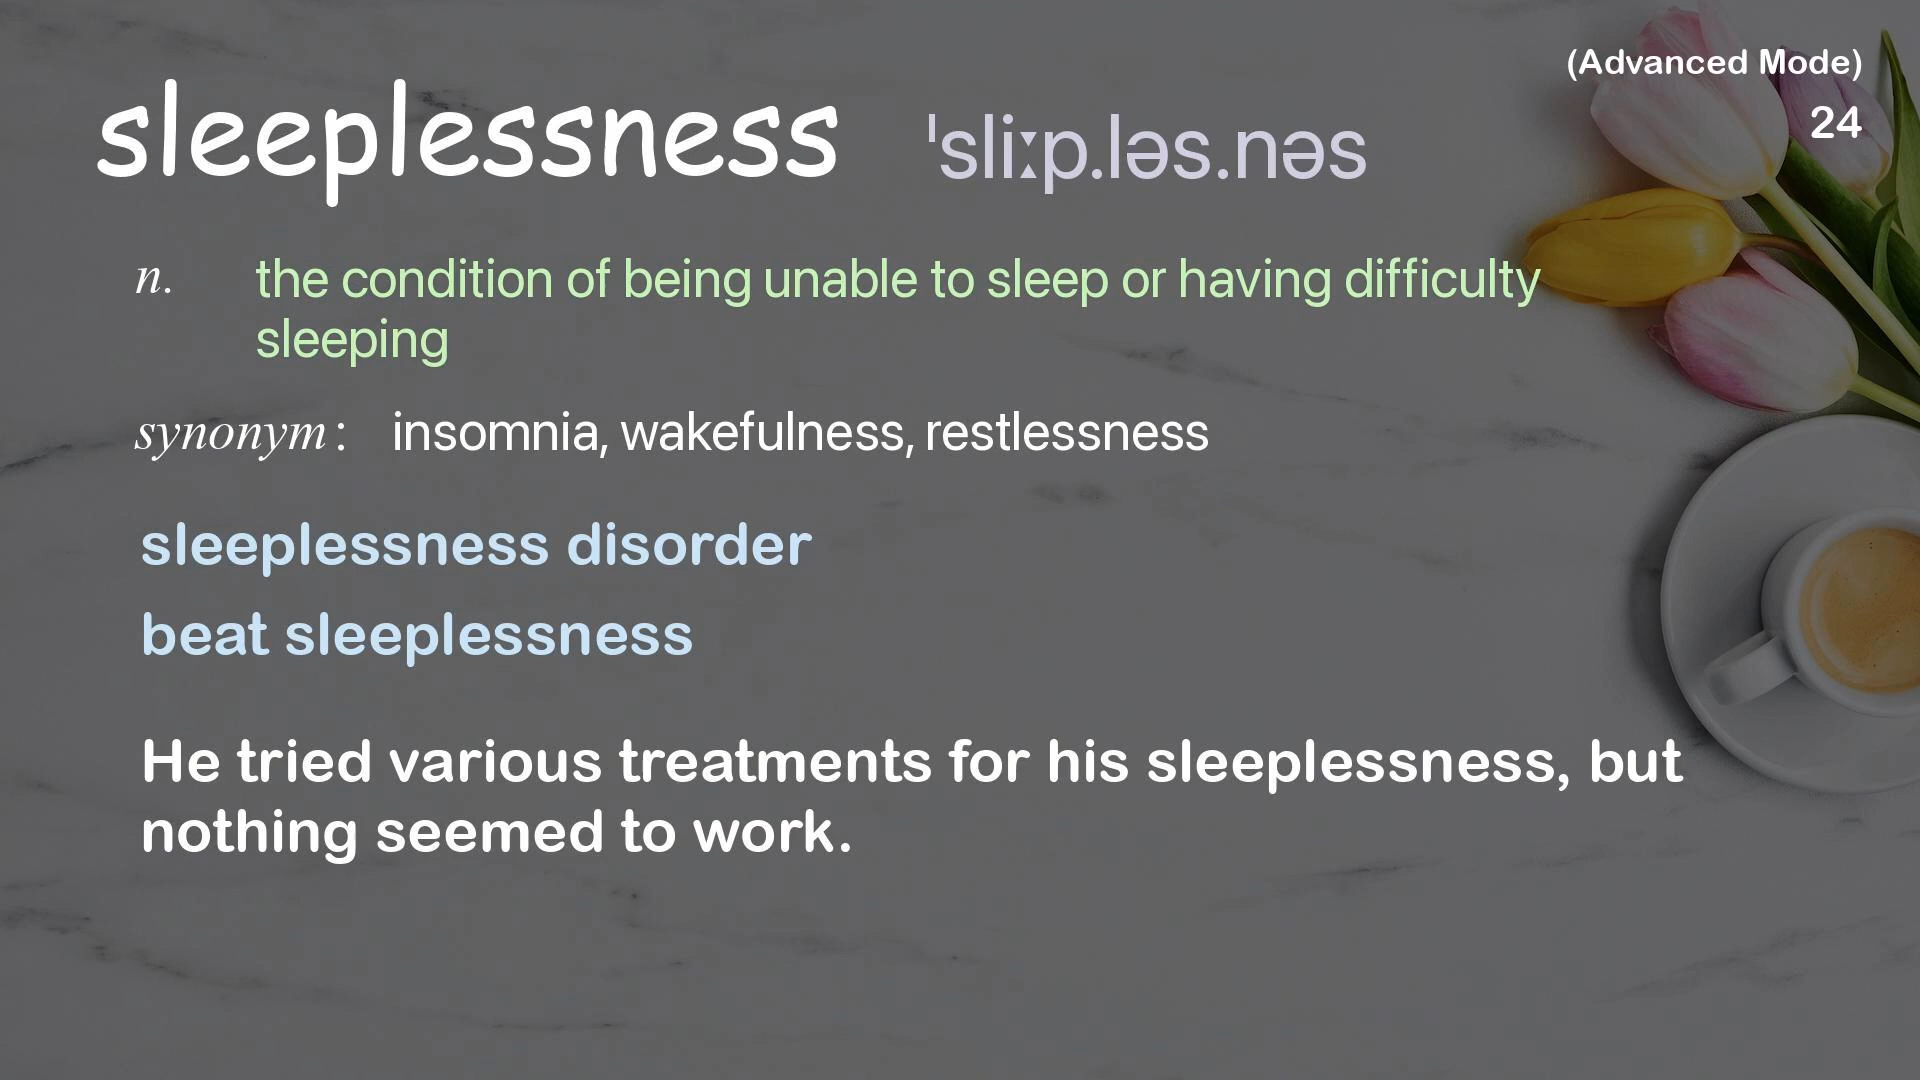 (Advanced Mode)
24
sleeplessness ˈsliːp.ləs.nəs
n. the condition of being unable to sleep or having difficulty
sleeping
synonym: insomnia, wakefulness, restlessness
sleeplessness disorder
beat sleeplessness
He tried various treatments for his sleeplessness, but
nothing seemed to work.